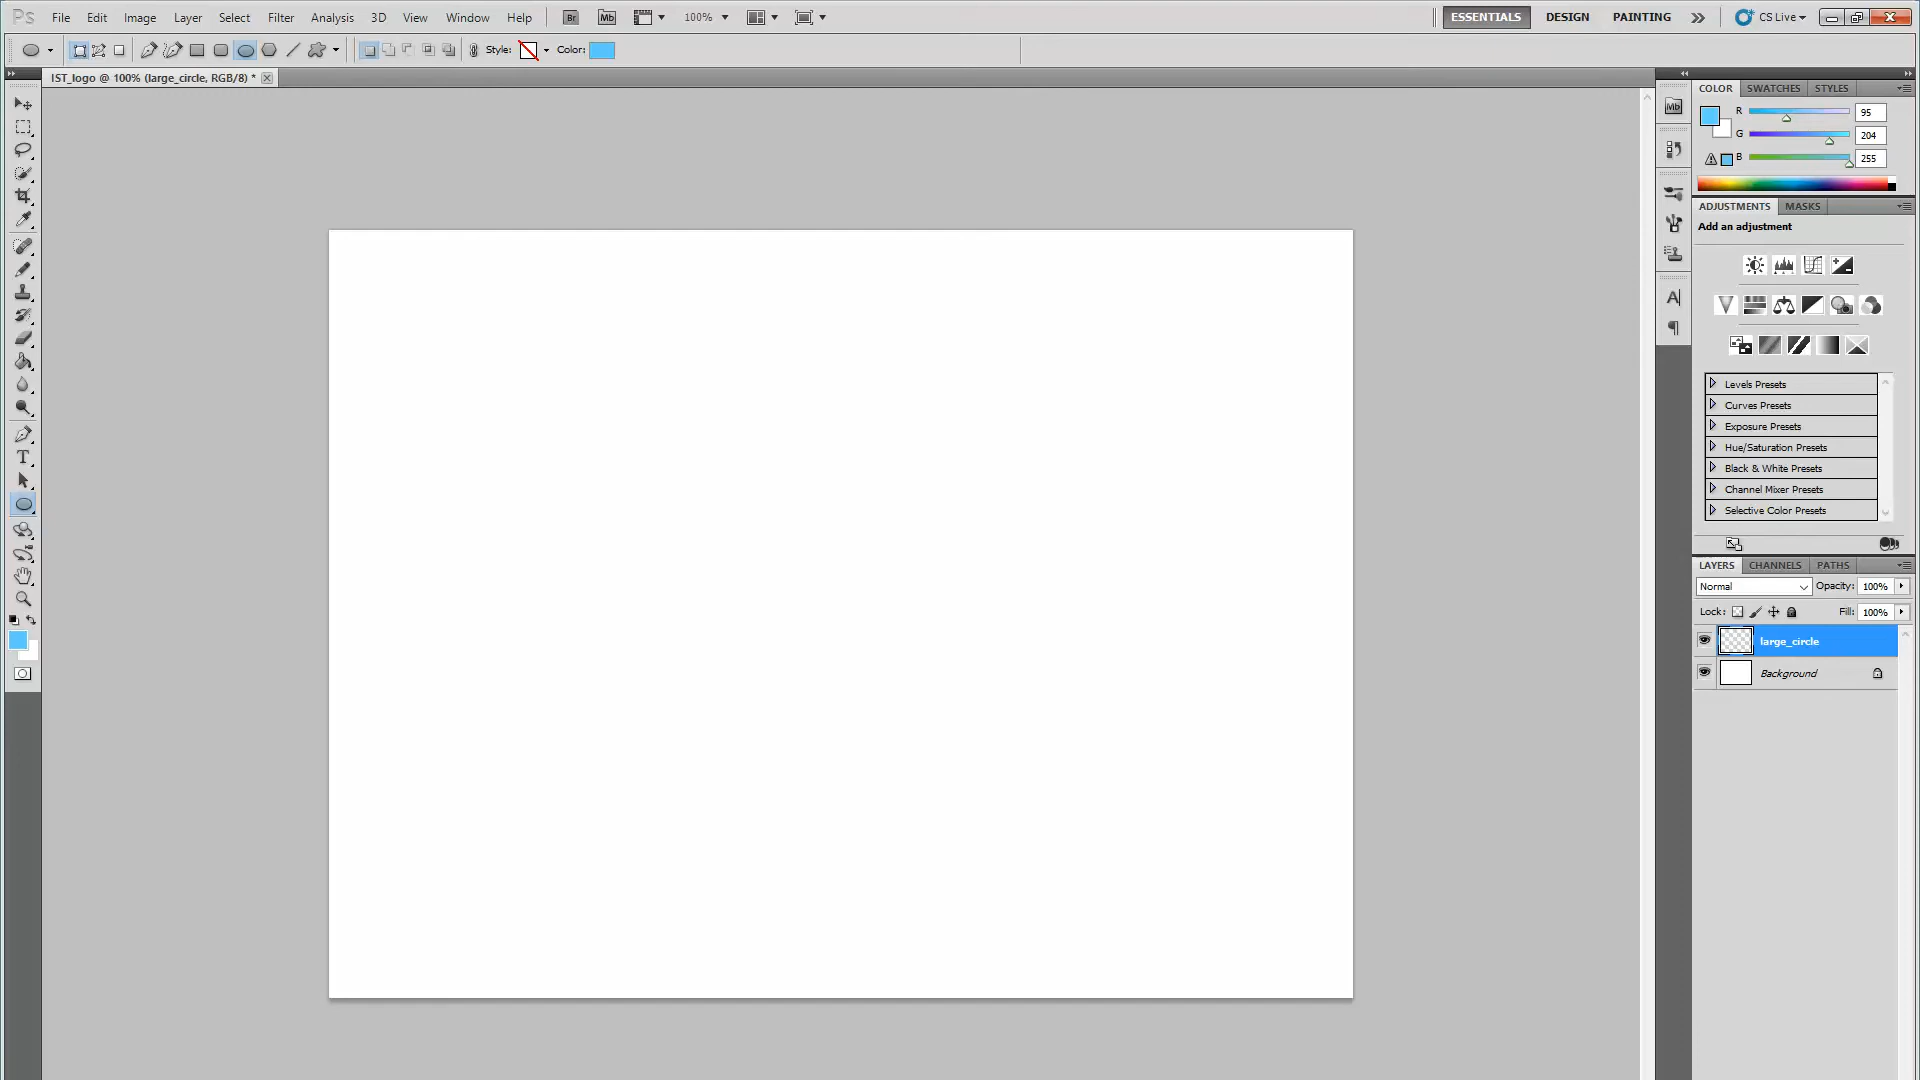 Ps File Edit Image Layer Select Filter Analysis 3D View Window Help Br Mb 100% ESSENTIALS DESIGN PAINTING CS Live
Style: Color:
IST_logo @ 100% (large_circle, RGB/8) *
COLOR SWATCHES STYLES
Mb
R 95
G 204
B 255
ADJUSTMENTS MASKS
Add an adjustment
A
Levels Presets
Curves Presets
Exposure Presets
Hue/Saturation Presets
Black & White Presets
Channel Mixer Presets
Selective Color Presets
T
LAYERS CHANNELS PATHS
Normal Opacity: 100%
Lock: Fill: 100%
large_circle
Background